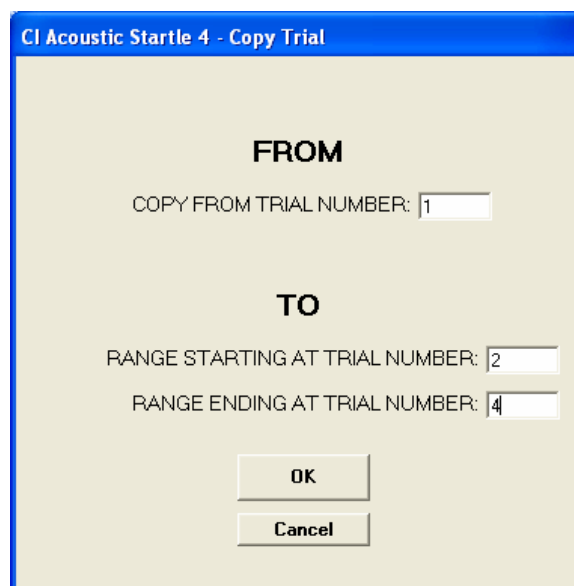 CI Acoustic Startle 4 - Copy Trial
FROM
COPY FROM TRIAL NUMBER: 1
TO
RANGE STARTING AT TRIAL NUMBER: 2
RANGE ENDING AT TRIAL NUMBER: 4
OK
Cancel